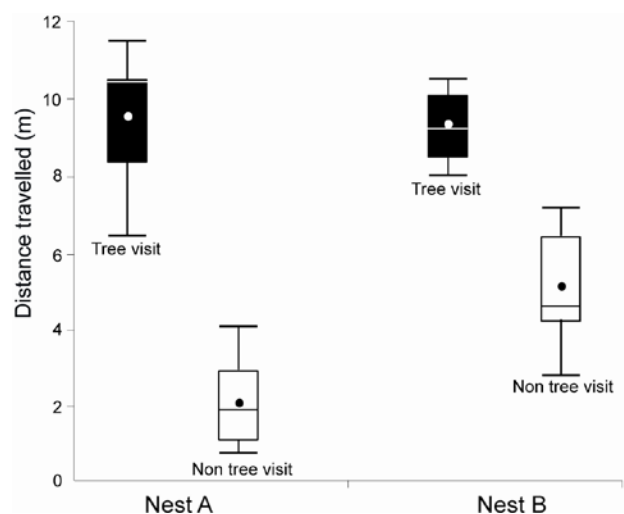 Distance travelled (m)
12
10
8
6
4
2
0
Tree visit
Non tree visit
Tree visit
Non tree visit
Nest A
Nest B